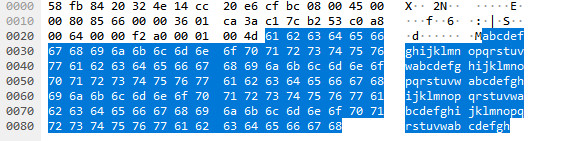 0000 58 fb 84 20 32 4e 14 cc 20 e6 cf bc 08 00 45 00 X·· 2N·· ·····E·
0010 00 80 85 66 00 00 36 01 ca 3a c1 7c b2 53 c0 a8 ···f··6· ·:·|·S··
0020 00 64 00 00 f2 a0 00 01 00 4d 61 62 63 64 65 66 ·d······ ·Mabcdef
0030 67 68 69 6a 6b 6c 6d 6e 6f 70 71 72 73 74 75 76 ghijklmn opqrstuv
0040 77 61 62 63 64 65 66 67 68 69 6a 6b 6c 6d 6e 6f wabcdefg hijklmno
0050 70 71 72 73 74 75 76 77 61 62 63 64 65 66 67 68 pqrstuvw abcdefgh
0060 69 6a 6b 6c 6d 6e 6f 70 71 72 73 74 75 76 77 61 ijklmnop qrstuvwa
0070 62 63 64 65 66 67 68 69 6a 6b 6c 6d 6e 6f 70 71 bcdefghi jklmnopq
0080 72 73 74 75 76 77 61 62 63 64 65 66 67 68 rstuvwab cdefgh